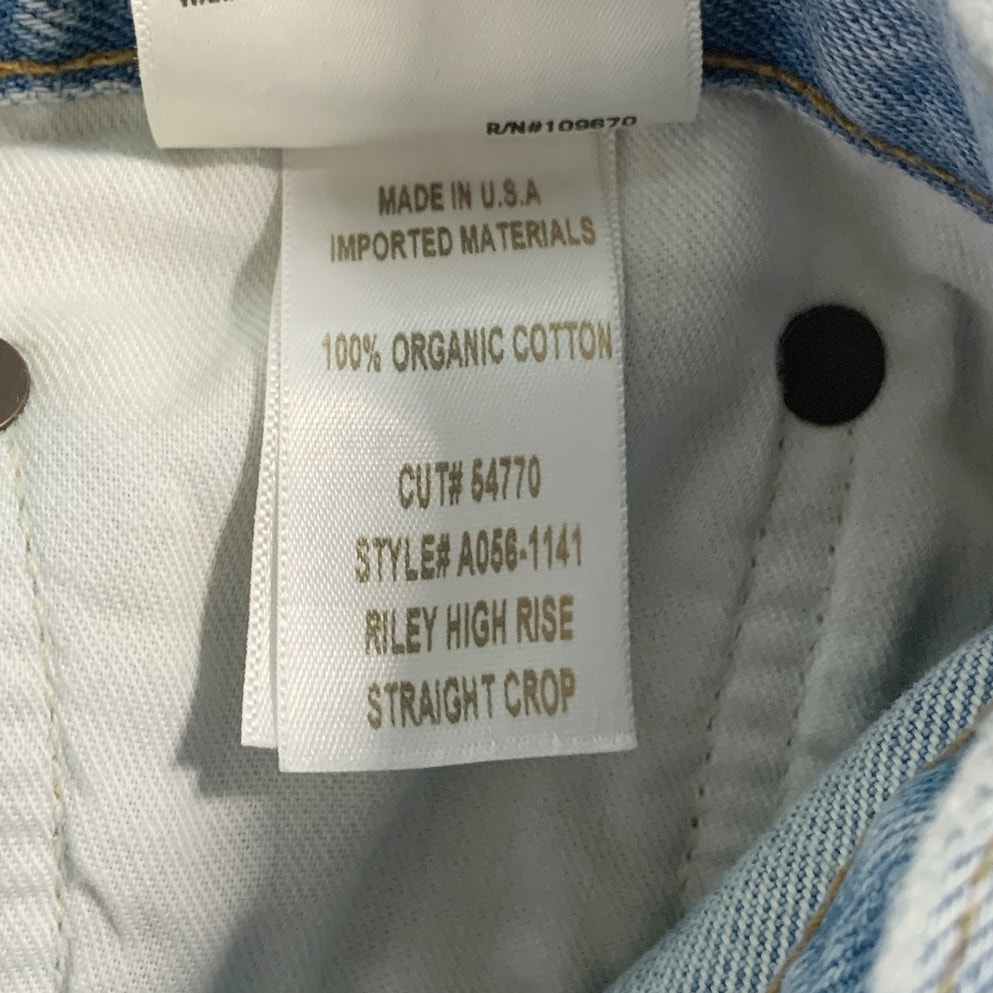 R/N#109670
MADE IN U.S.A
IMPORTED MATERIALS
100% ORGANIC COTTON
CUT# 54770
STYLE# A056-1141
RILEY HIGH RISE
STRAIGHT CROP